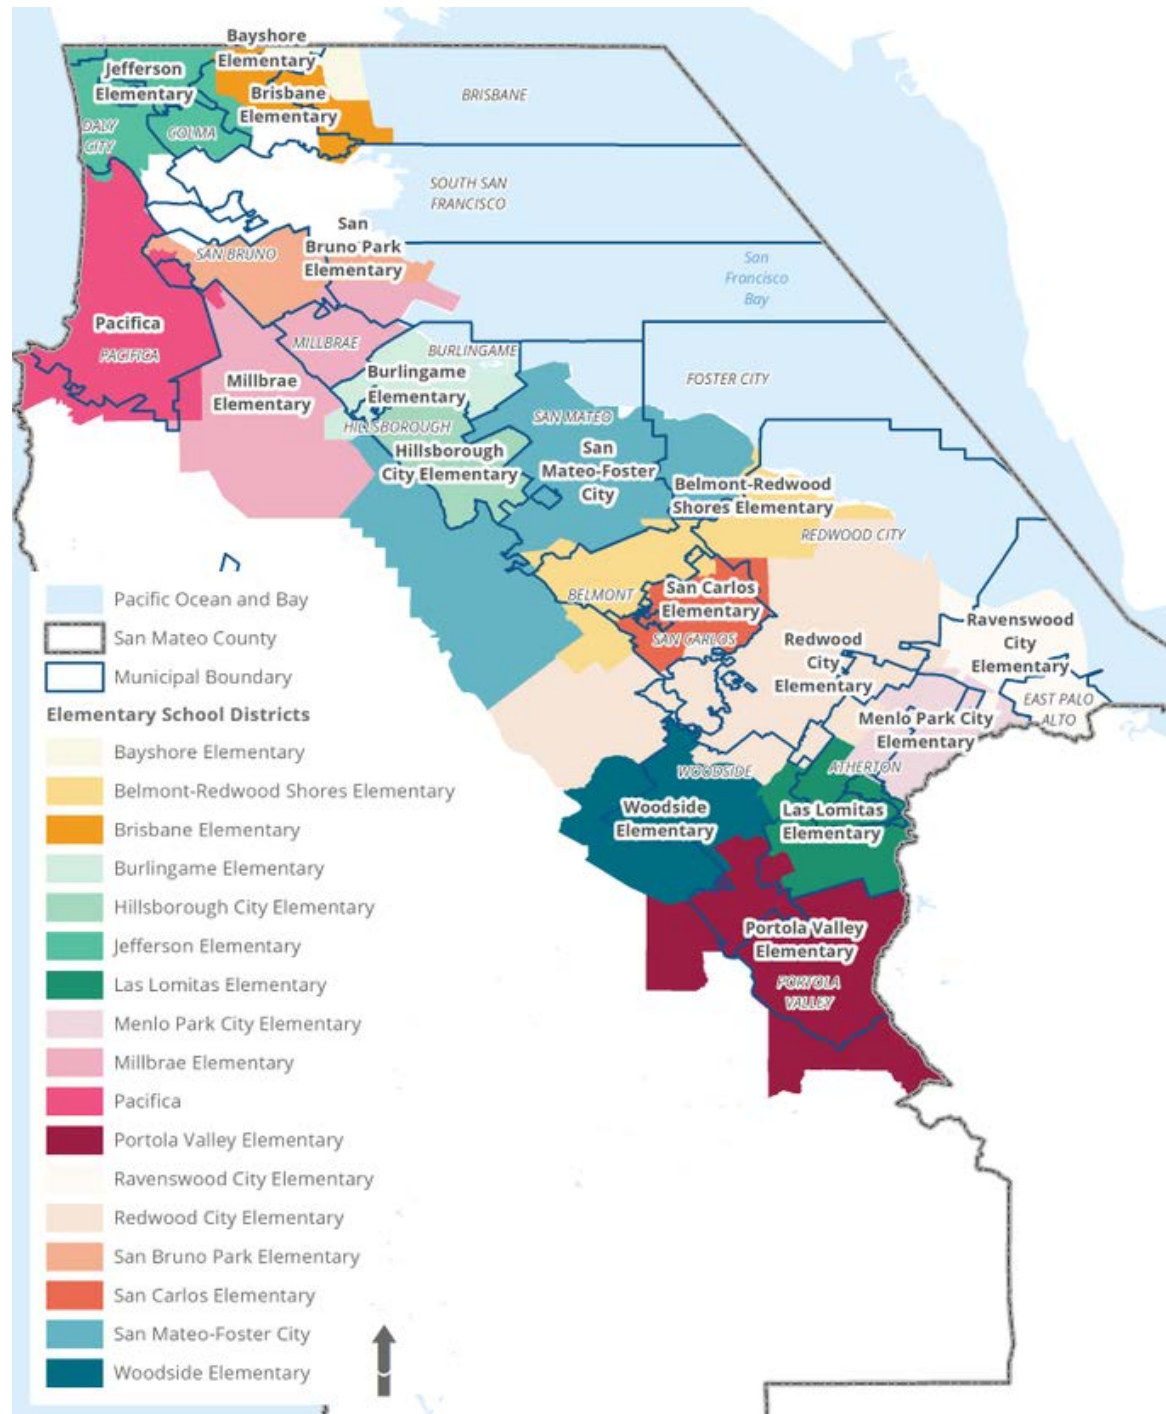 Bayshore
Elementary
Jefferson
Elementary
Brisbane
Elementary
BRISBANE
DALY
CITY
COLMA
SOUTH SAN
FRANCISCO
San
Bruno Park
Elementary
SAN BRUNO
San
Francisco
Bay
Pacifica
PACIFICA
MILLBRAE
BURLINGAME
Millbrae
Elementary
Burlingame
Elementary
FOSTER CITY
HILLSBOROUGH
SAN MATEO
Hillsborough
City Elementary
San
Mateo-Foster
City
Belmont-Redwood
Shores Elementary
REDWOOD CITY
BELMONT
San Carlos
Elementary
SAN CARLOS
Redwood
City
Elementary
Ravenswood
City
Elementary
EAST PALO
ALTO
Menlo Park City
Elementary
WOODSIDE
ATHERTON
Woodside
Elementary
Las Lomitas
Elementary
Portola Valley
Elementary
PORTOLA
VALLEY
Pacific Ocean and Bay
San Mateo County
Municipal Boundary
Elementary School Districts
Bayshore Elementary
Belmont-Redwood Shores Elementary
Brisbane Elementary
Burlingame Elementary
Hillsborough City Elementary
Jefferson Elementary
Las Lomitas Elementary
Menlo Park City Elementary
Millbrae Elementary
Pacifica
Portola Valley Elementary
Ravenswood City Elementary
Redwood City Elementary
San Bruno Park Elementary
San Carlos Elementary
San Mateo-Foster City
Woodside Elementary